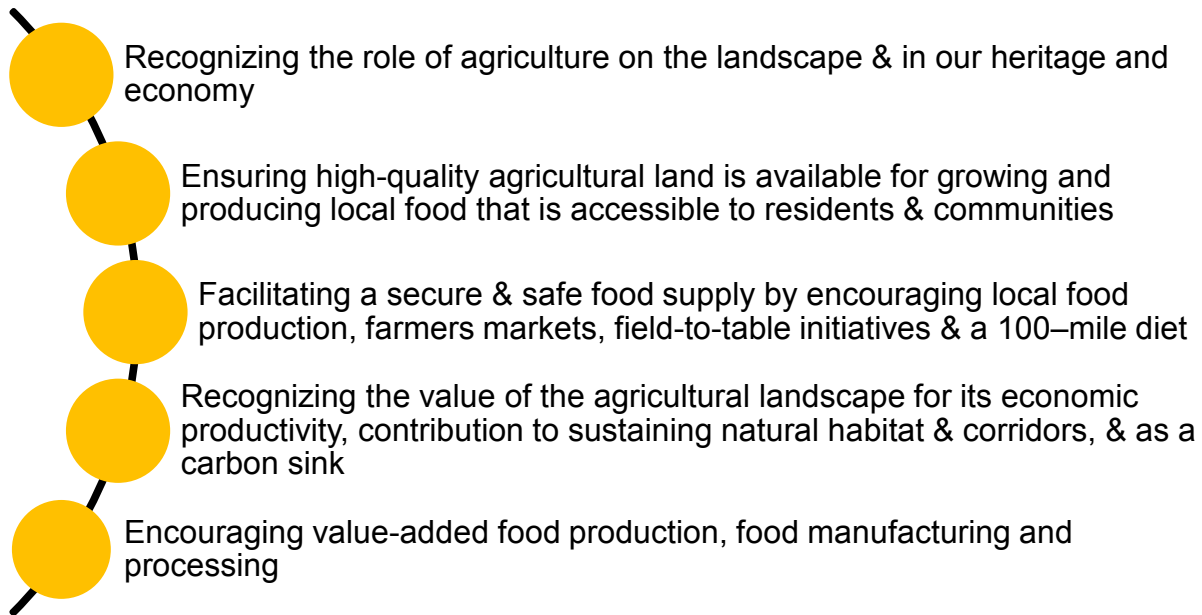 Recognizing the role of agriculture on the landscape & in our heritage and
economy
Ensuring high-quality agricultural land is available for growing and
producing local food that is accessible to residents & communities
Facilitating a secure & safe food supply by encouraging local food
production, farmers markets, field-to-table initiatives & a 100–mile diet
Recognizing the value of the agricultural landscape for its economic
productivity, contribution to sustaining natural habitat & corridors, & as a
carbon sink
Encouraging value-added food production, food manufacturing and
processing